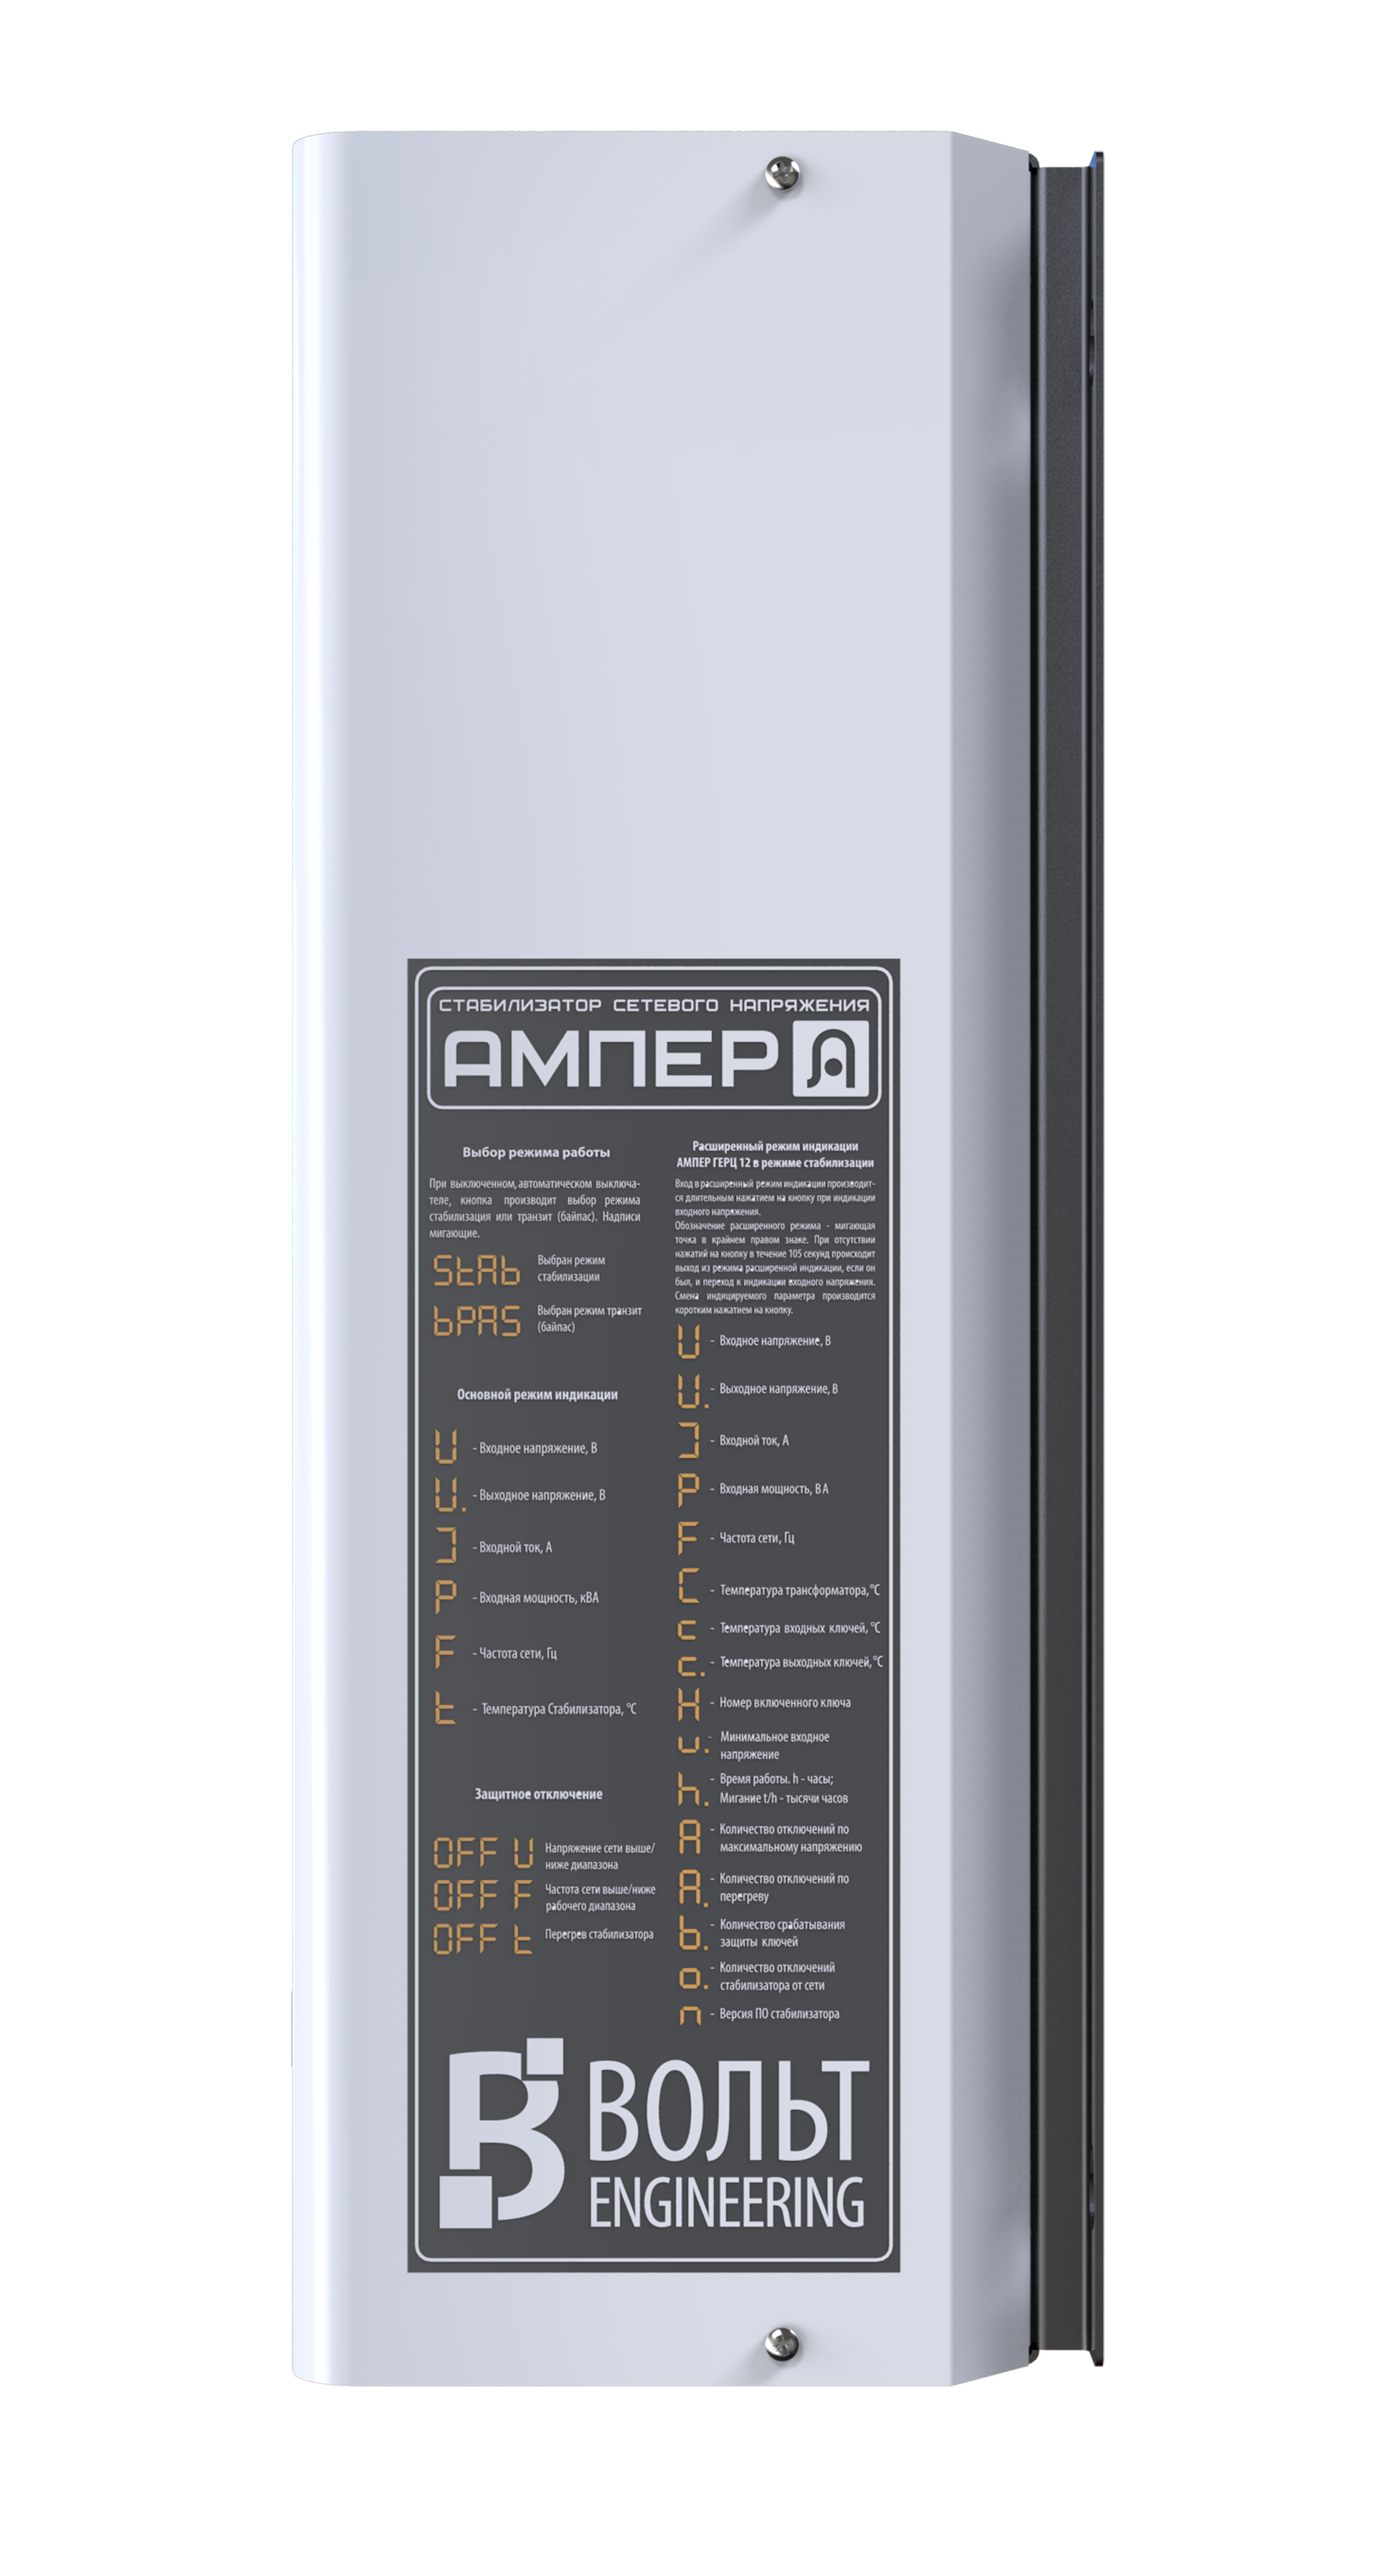 СТАБИЛИЗАТОР СЕТЕВОГО НАПРЯЖЕНИЯ
АМПЕР
Выбор режима работы
При выключенном, автоматическом выключа-
теле, кнопка производит выбор режима
стабилизация или транзит (байпас). Надписи
мигающие.
StAb Выбран режим
стабилизации
bPAS Выбран режим транзит
(байпас)
Основной режим индикации
U - Входное напряжение, В
U. - Выходное напряжение, В
Ɔ - Входной ток, А
P - Входная мощность, кВА
F - Частота сети, Гц
t - Температура Стабилизатора, °С
Защитное отключение
OFF U Напряжение сети выше/
ниже диапазона
OFF F Частота сети выше/ниже
рабочего диапазона
OFF t Перегрев стабилизатора
Расширенный режим индикации
АМПЕР ГЕРЦ 12 в режиме стабилизации
Вход в расширенный режим индикации производит-
ся длительным нажатием на кнопку при индикации
входного напряжения.
Обозначение расширенного режима - мигающая
точка в крайнем правом знаке. При отсутствии
нажатий на кнопку в течение 105 секунд происходит
выход из режима расширенной индикации, если он
был, и переход к индикации входного напряжения.
Смена индицируемого параметра производится
коротким нажатием на кнопку.
U - Входное напряжение, В
U. - Выходное напряжение, В
Ɔ - Входной ток, А
P - Входная мощность, ВА
F - Частота сети, Гц
C - Температура трансформатора, °С
c - Температура входных ключей, °С
c. - Температура выходных ключей, °С
H - Номер включенного ключа
u. - Минимальное входное
напряжение
h. - Время работы. h - часы;
Мигание t/h - тысячи часов
A - Количество отключений по
максимальному напряжению
A. - Количество отключений по
перегреву
b. - Количество срабатывания
защиты ключей
o. - Количество отключений
стабилизатора от сети
n - Версия ПО стабилизатора
ВОЛЬТ
ENGINEERING